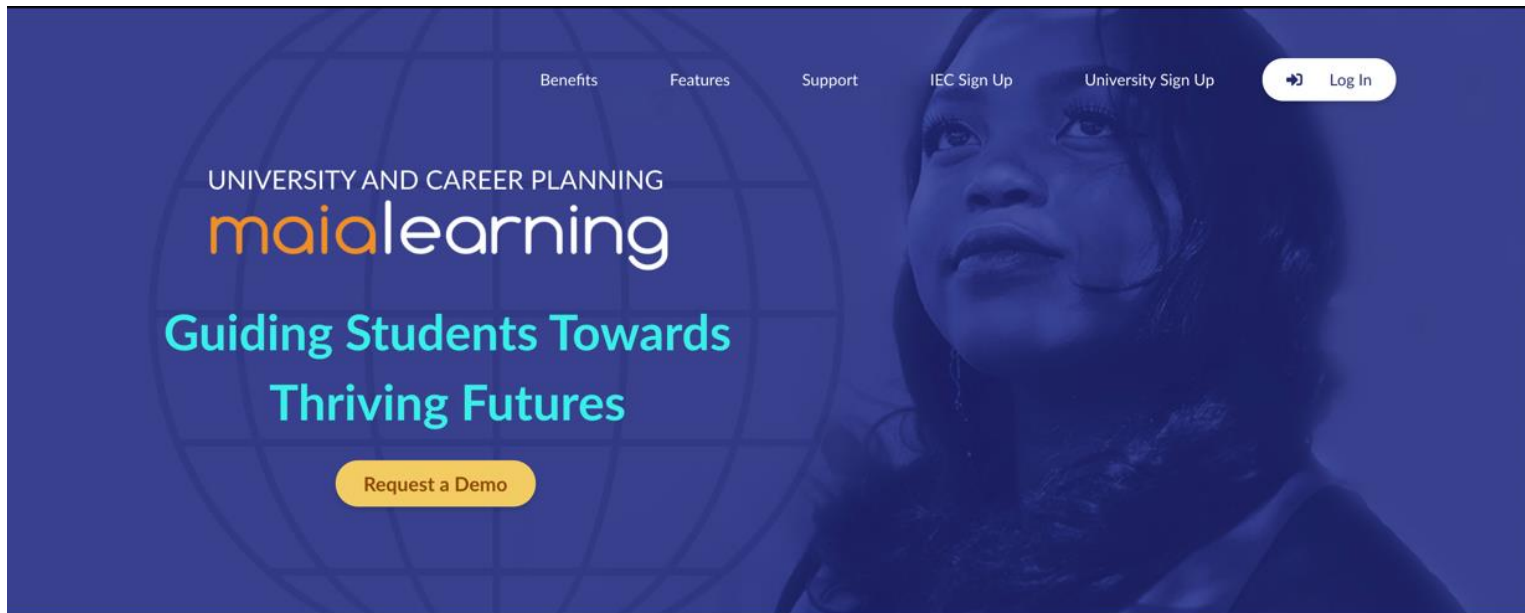 Benefits
Features
Support
IEC Sign Up
University Sign Up
Log In
UNIVERSITY AND CAREER PLANNING
maialearning
Guiding Students Towards
Thriving Futures
Request a Demo